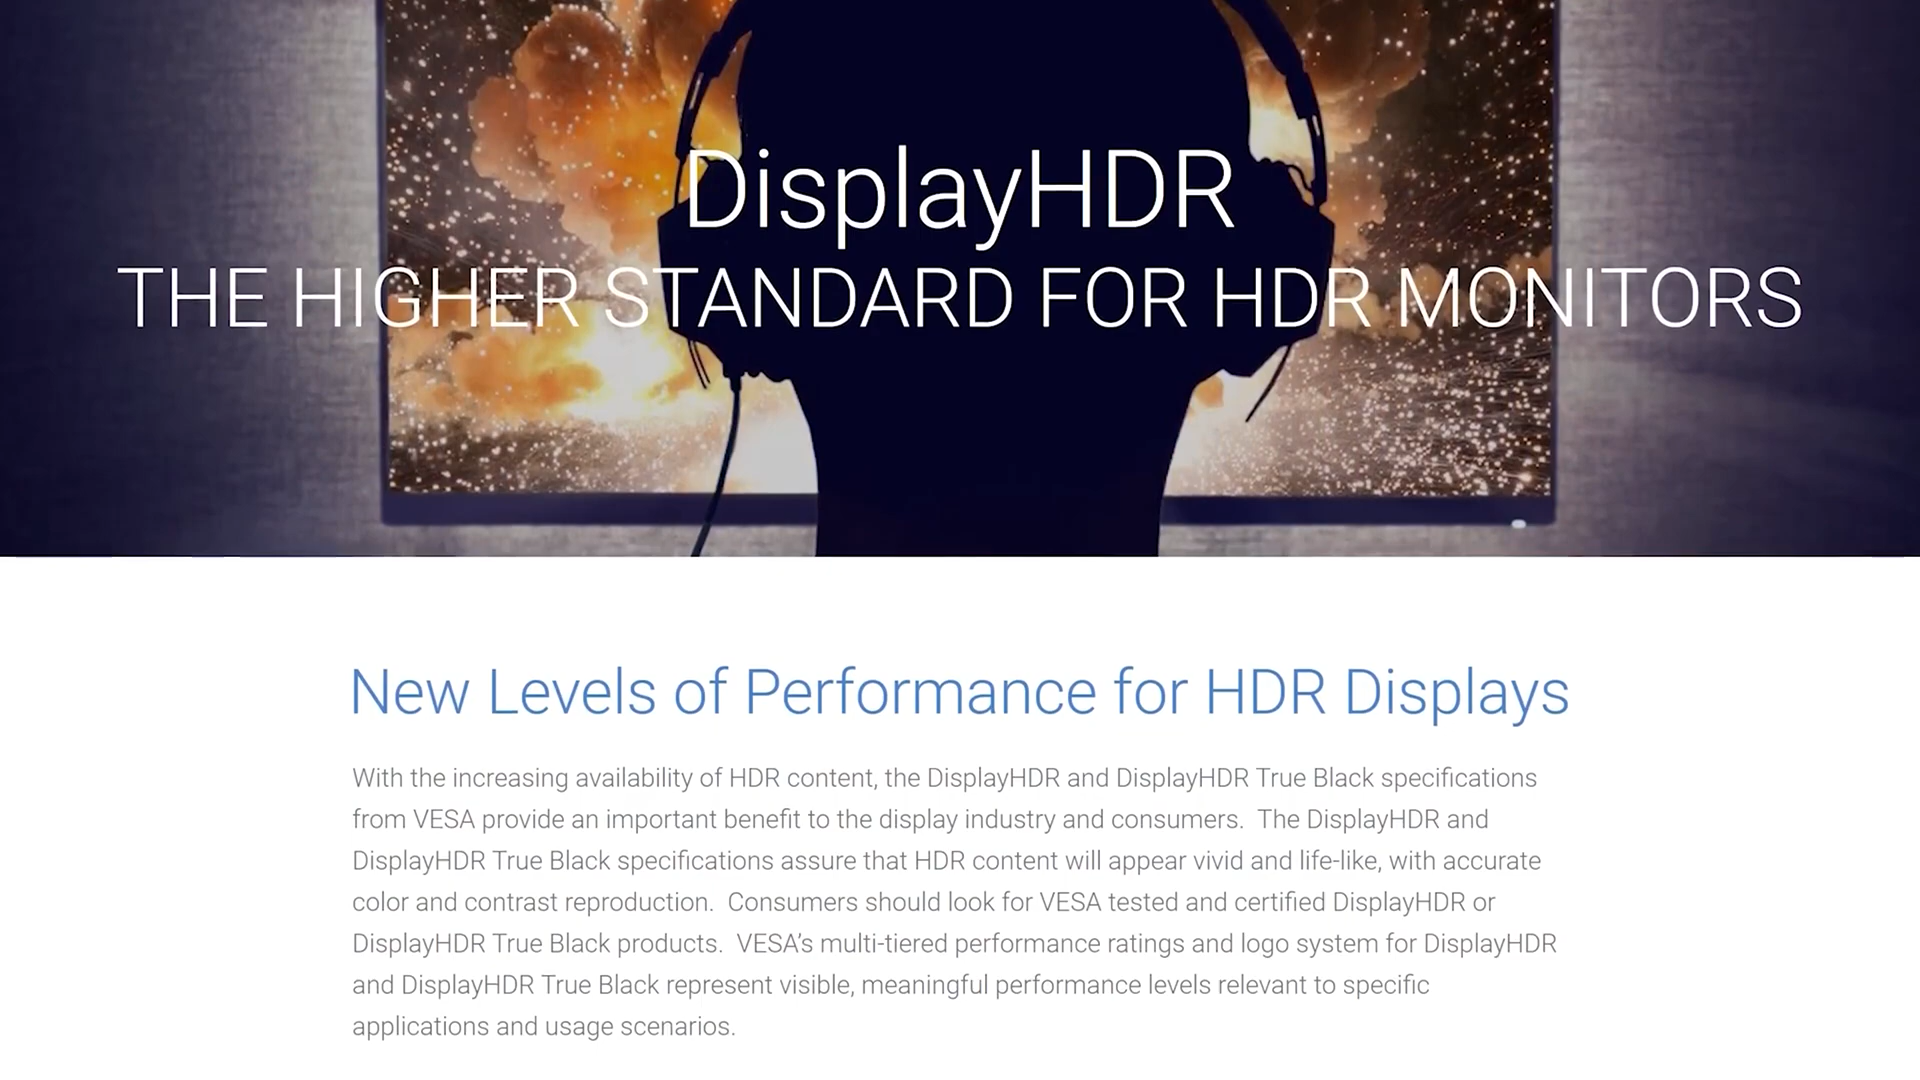 DisplayHDR
THE HIGHER STANDARD FOR HDR MONITORS
New Levels of Performance for HDR Displays
With the increasing availability of HDR content, the DisplayHDR and DisplayHDR True Black specifications
from VESA provide an important benefit to the display industry and consumers.  The DisplayHDR and
DisplayHDR True Black specifications assure that HDR content will appear vivid and life-like, with accurate
color and contrast reproduction.  Consumers should look for VESA tested and certified DisplayHDR or
DisplayHDR True Black products.  VESA’s multi-tiered performance ratings and logo system for DisplayHDR
and DisplayHDR True Black represent visible, meaningful performance levels relevant to specific
applications and usage scenarios.